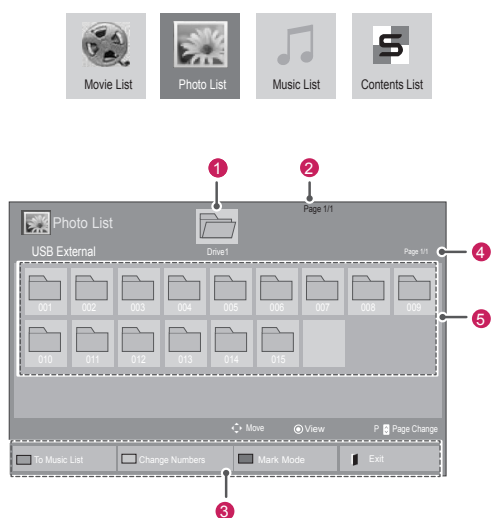 Movie List Photo List Music List Contents List
1 2
Page 1/1
Photo List
USB External Drive1 Page 1/1 4
001 002 003 004 005 006 007 008 009
5
010 011 012 013 014 015
Move View P Page Change
To Music List Change Numbers Mark Mode Exit
3